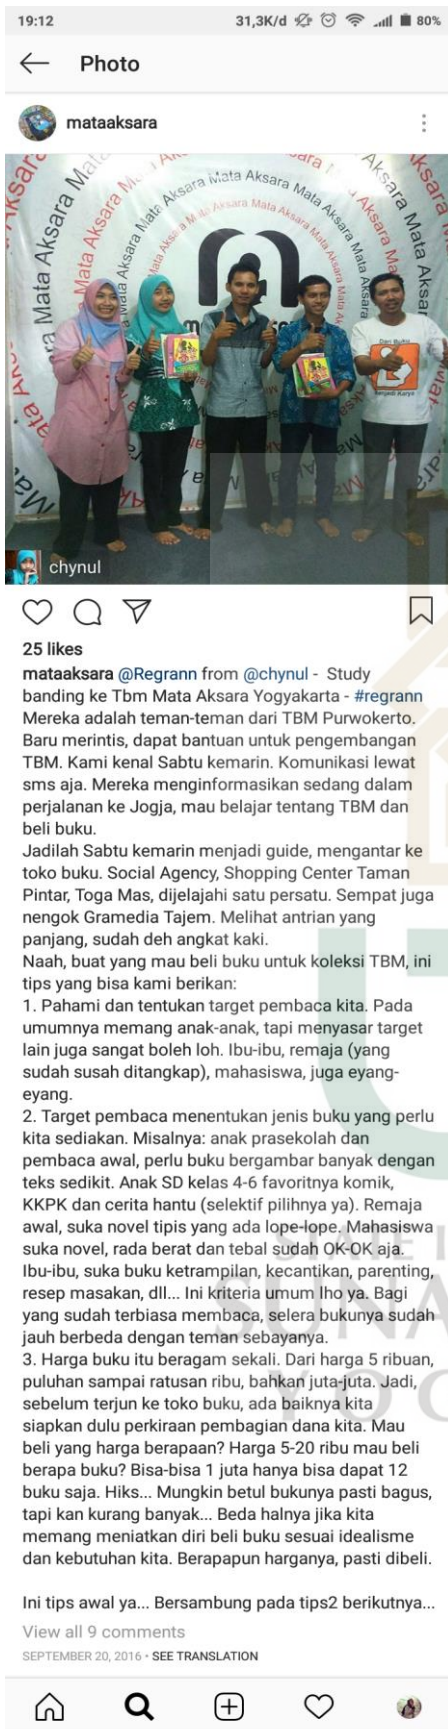 19:12 31,3K/d 80%
Photo
mataaksara
Mata Aksara Mata Aksara Mata Aksara
Dari Buku
Menjadi Karya
chynul
25 likes
mataaksara @Regrann from @chynul - Study
banding ke Tbm Mata Aksara Yogyakarta - #regrann
Mereka adalah teman-teman dari TBM Purwokerto.
Baru merintis, dapat bantuan untuk pengembangan
TBM. Kami kenal Sabtu kemarin. Komunikasi lewat
sms aja. Mereka menginformasikan sedang dalam
perjalanan ke Jogja, mau belajar tentang TBM dan
beli buku.
Jadilah Sabtu kemarin menjadi guide, mengantar ke
toko buku. Social Agency, Shopping Center Taman
Pintar, Toga Mas, dijelajahi satu persatu. Sempat juga
nengok Gramedia Tajem. Melihat antrian yang
panjang, sudah deh angkat kaki.
Naah, buat yang mau beli buku untuk koleksi TBM, ini
tips yang bisa kami berikan:
1. Pahami dan tentukan target pembaca kita. Pada
umumnya memang anak-anak, tapi menyasar target
lain juga sangat boleh loh. Ibu-ibu, remaja (yang
sudah susah ditangkap), mahasiswa, juga eyang-
eyang.
2. Target pembaca menentukan jenis buku yang perlu
kita sediakan. Misalnya: anak prasekolah dan
pembaca awal, perlu buku bergambar banyak dengan
teks sedikit. Anak SD kelas 4-6 favoritnya komik,
KKPK dan cerita hantu (selektif pilihnya ya). Remaja
awal, suka novel tipis yang ada lope-lope. Mahasiswa
suka novel, rada berat dan tebal sudah OK-OK aja.
Ibu-ibu, suka buku ketrampilan, kecantikan, parenting,
resep masakan, dll... Ini kriteria umum lho ya. Bagi
yang sudah terbiasa membaca, selera bukunya sudah
jauh berbeda dengan teman sebayanya.
3. Harga buku itu beragam sekali. Dari harga 5 ribuan,
puluhan sampai ratusan ribu, bahkan juta-juta. Jadi,
sebelum terjun ke toko buku, ada baiknya kita
siapkan dulu perkiraan pembagian dana kita. Mau
beli yang harga berapaan? Harga 5-20 ribu mau beli
berapa buku? Bisa-bisa 1 juta hanya bisa dapat 12
buku saja. Hiks... Mungkin betul bukunya pasti bagus,
tapi kan kurang banyak... Beda halnya jika kita
memang meniatkan diri beli buku sesuai idealisme
dan kebutuhan kita. Berapapun harganya, pasti dibeli.
Ini tips awal ya... Bersambung pada tips2 berikutnya...
View all 9 comments
SEPTEMBER 20, 2016 • SEE TRANSLATION